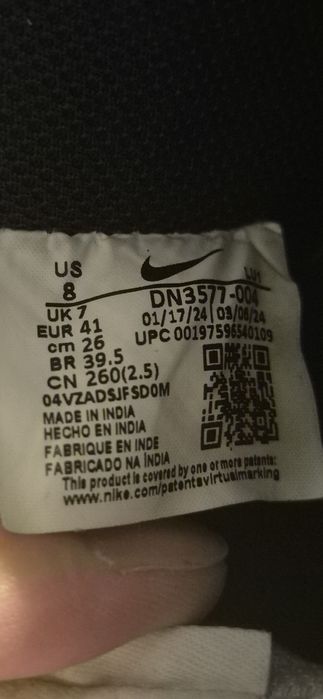 US
8
LU1
DN3577-004
UK 7
01/17/24 | 03/08/24
EUR 41
UPC 00197596540109
cm 26
BR 39.5
CN 260(2.5)
04VZADSJFSD0M
MADE IN INDIA
HECHO EN INDIA
FABRIQUE EN INDE
FABRICADO NA ÍNDIA
This product is covered by one or more patents:
www.nike.com/patentsvirtualmarking